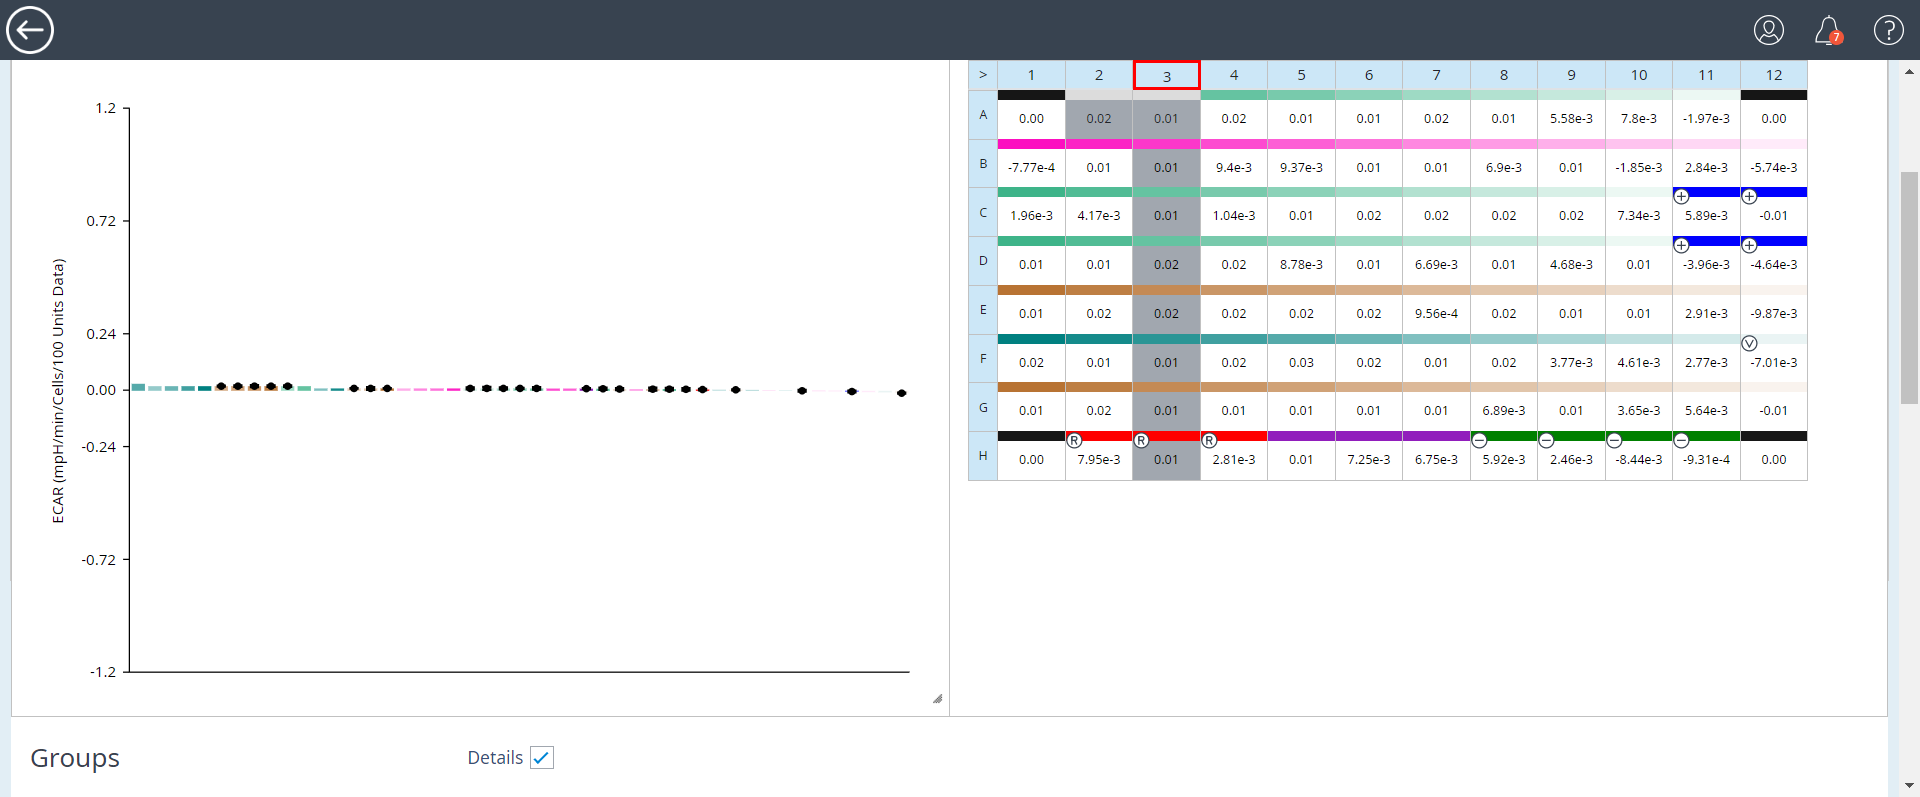 7
?
1.2
0.72
0.24
0.00
-0.24
-0.72
-1.2
ECAR (mpH/min/Cells/100 Units Data)
> 1 2 3 4 5 6 7 8 9 10 11 12
A 0.00 0.02 0.01 0.02 0.01 0.01 0.02 0.01 5.58e-3 7.8e-3 -1.97e-3 0.00
B -7.77e-4 0.01 0.01 9.4e-3 9.37e-3 0.01 0.01 6.9e-3 0.01 -1.85e-3 2.84e-3 -5.74e-3
+ +
C 1.96e-3 4.17e-3 0.01 1.04e-3 0.01 0.02 0.02 0.02 0.02 7.34e-3 5.89e-3 -0.01
+ +
D 0.01 0.01 0.02 0.02 8.78e-3 0.01 6.69e-3 0.01 4.68e-3 0.01 -3.96e-3 -4.64e-3
E 0.01 0.02 0.02 0.02 0.02 0.02 9.56e-4 0.02 0.01 0.01 2.91e-3 -9.87e-3
V
F 0.02 0.01 0.01 0.02 0.03 0.02 0.01 0.02 3.77e-3 4.61e-3 2.77e-3 -7.01e-3
G 0.01 0.02 0.01 0.01 0.01 0.01 0.01 6.89e-3 0.01 3.65e-3 5.64e-3 -0.01
R R R − − − −
H 0.00 7.95e-3 0.01 2.81e-3 0.01 7.25e-3 6.75e-3 5.92e-3 2.46e-3 -8.44e-3 -9.31e-4 0.00
Groups
Details